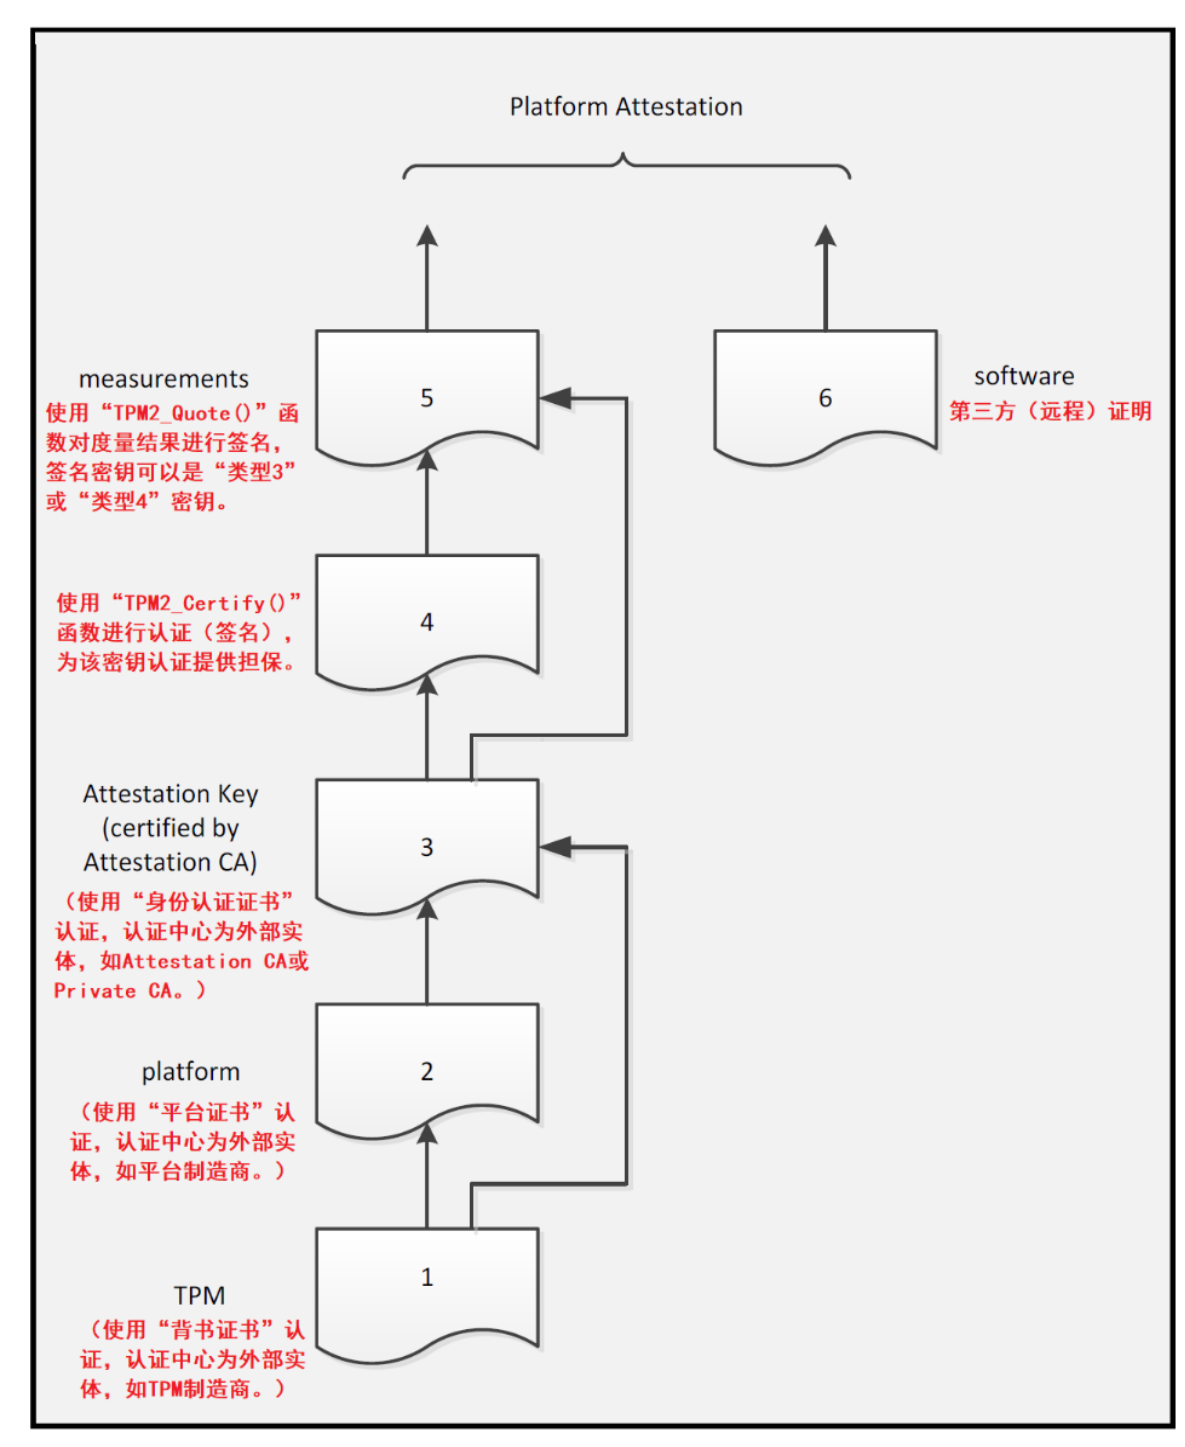 Platform Attestation
5
measurements
使用“TPM2_Quote()”函
数对度量结果进行签名，
签名密钥可以是“类型3”
或“类型4”密钥。
6
software
第三方（远程）证明
4
使用“TPM2_Certify()”
函数进行认证（签名），
为该密钥认证提供担保。
3
Attestation Key
(certified by
Attestation CA)
（使用“身份认证证书”
认证，认证中心为外部实
体，如Attestation CA或
Private CA。）
2
platform
（使用“平台证书”认
证，认证中心为外部实
体，如平台制造商。）
1
TPM
（使用“背书证书”认
证，认证中心为外部实
体，如TPM制造商。）